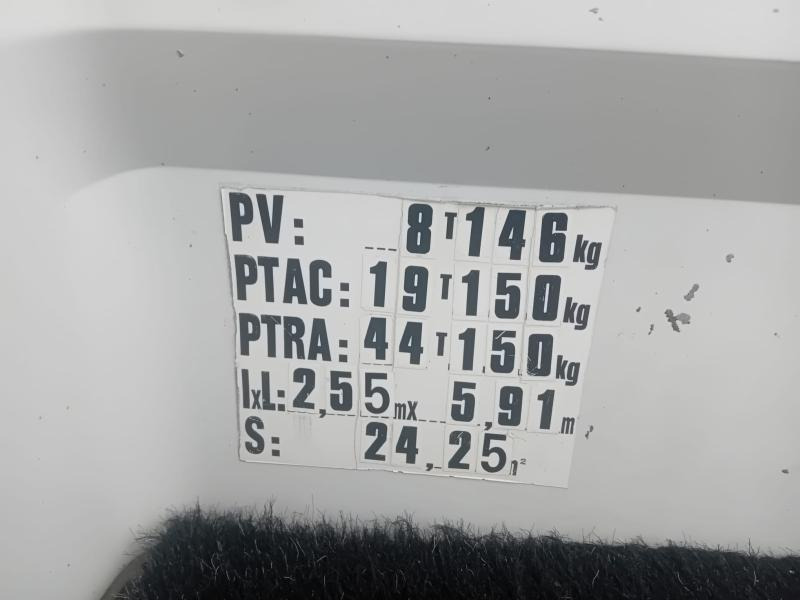 PV: 8T146kg
PTAC: 19T150kg
PTRA: 44T150kg
lxL: 2,55mX 5,91m
S: 24,25m²